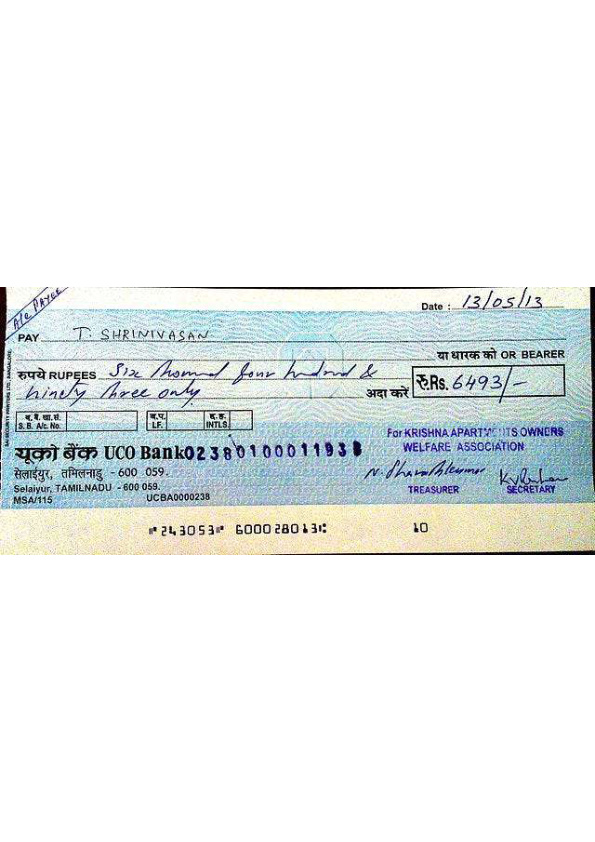 A/c PAYEE
Date : 13/05/13
PAY T. SHRINIVASAN
या धारक को OR BEARER
रुपये RUPEES Six thousand four hundred &
ninety three only अदा करें रु.Rs. 6493/-
ब.बै.खा.सं. ब.पृ. ह.ह.
S. B. A/c No. LF. INTLS.
For KRISHNA APARTMENTS OWNERS
WELFARE ASSOCIATION
यूको बैंक UCO Bank 02380100011938
सेलाईयुर, तमिलनाडु - 600 059.
Selaiyur, TAMILNADU - 600 059.
TREASURER SECRETARY
MSA/115 UCBA0000238
⑈243053⑈ 600028013⑆ 10